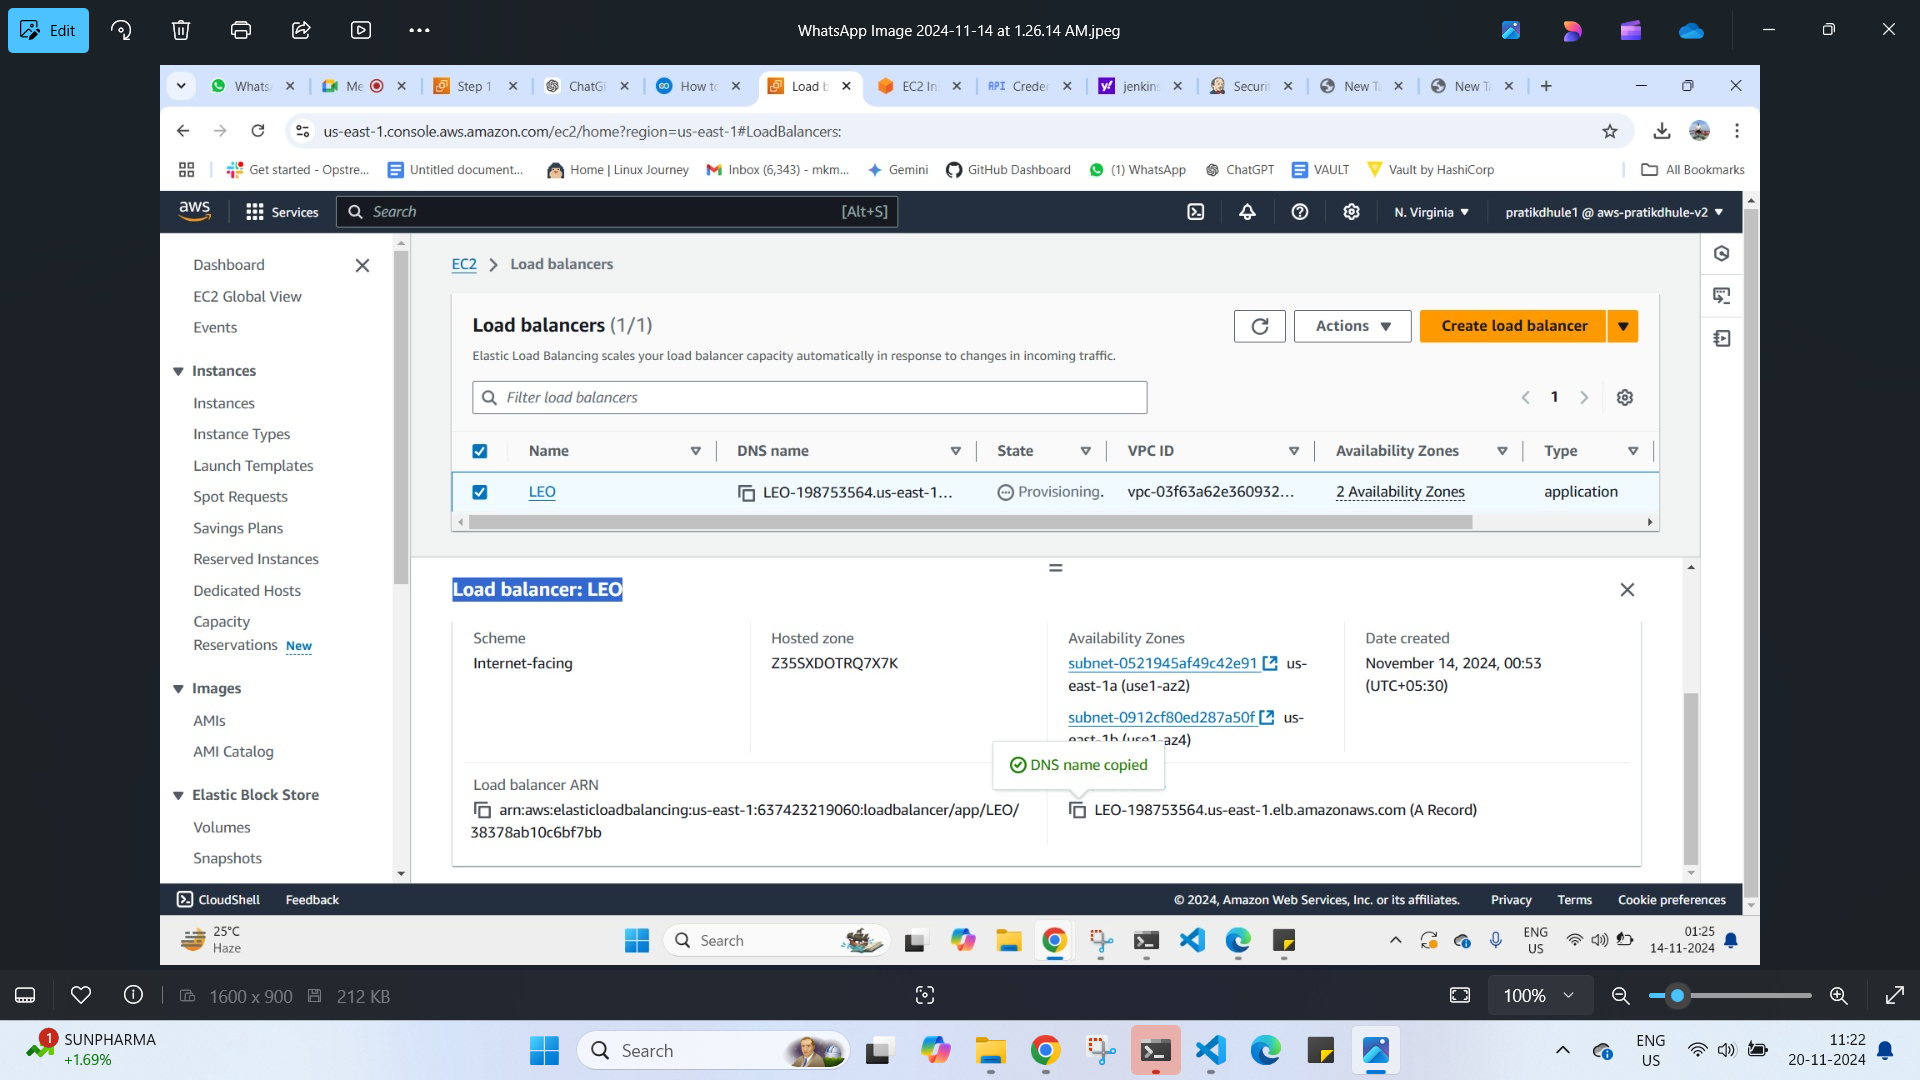 Edit
WhatsApp Image 2024-11-14 at 1.26.14 AM.jpeg
Whats
Me
Step 1
ChatG
How to
Load b
EC2 In
API Creden
jenkin
Securit
New T
New T
us-east-1.console.aws.amazon.com/ec2/home?region=us-east-1#LoadBalancers:
Get started - Opstre...
Untitled document...
Home | Linux Journey
Inbox (6,343) - mkm...
Gemini
GitHub Dashboard
(1) WhatsApp
ChatGPT
VAULT
Vault by HashiCorp
All Bookmarks
aws
Services
Search
[Alt+S]
N. Virginia
pratikdhule1 @ aws-pratikdhule-v2
Dashboard
EC2 Global View
Events
Instances
Instances
Instance Types
Launch Templates
Spot Requests
Savings Plans
Reserved Instances
Dedicated Hosts
Capacity
Reservations New
Images
AMIs
AMI Catalog
Elastic Block Store
Volumes
Snapshots
EC2 > Load balancers
Load balancers (1/1)
Actions
Create load balancer
Elastic Load Balancing scales your load balancer capacity automatically in response to changes in incoming traffic.
Filter load balancers
1
Name
DNS name
State
VPC ID
Availability Zones
Type
LEO
LEO-198753564.us-east-1...
Provisioning.
vpc-03f63a62e360932...
2 Availability Zones
application
Load balancer: LEO
Scheme
Internet-facing
Hosted zone
Z35SXDOTRQ7X7K
Availability Zones
subnet-0521945af49c42e91 us-
east-1a (use1-az2)
subnet-0912cf80ed287a50f us-
east-1b (use1-az4)
Date created
November 14, 2024, 00:53
(UTC+05:30)
Load balancer ARN
arn:aws:elasticloadbalancing:us-east-1:637423219060:loadbalancer/app/LEO/
38378ab10c6bf7bb
DNS name copied
LEO-198753564.us-east-1.elb.amazonaws.com (A Record)
CloudShell
Feedback
© 2024, Amazon Web Services, Inc. or its affiliates.
Privacy
Terms
Cookie preferences
25°C
Haze
Search
ENG
US
01:25
14-11-2024
1600 x 900
212 KB
100%
1
SUNPHARMA
+1.69%
Search
ENG
US
11:22
20-11-2024